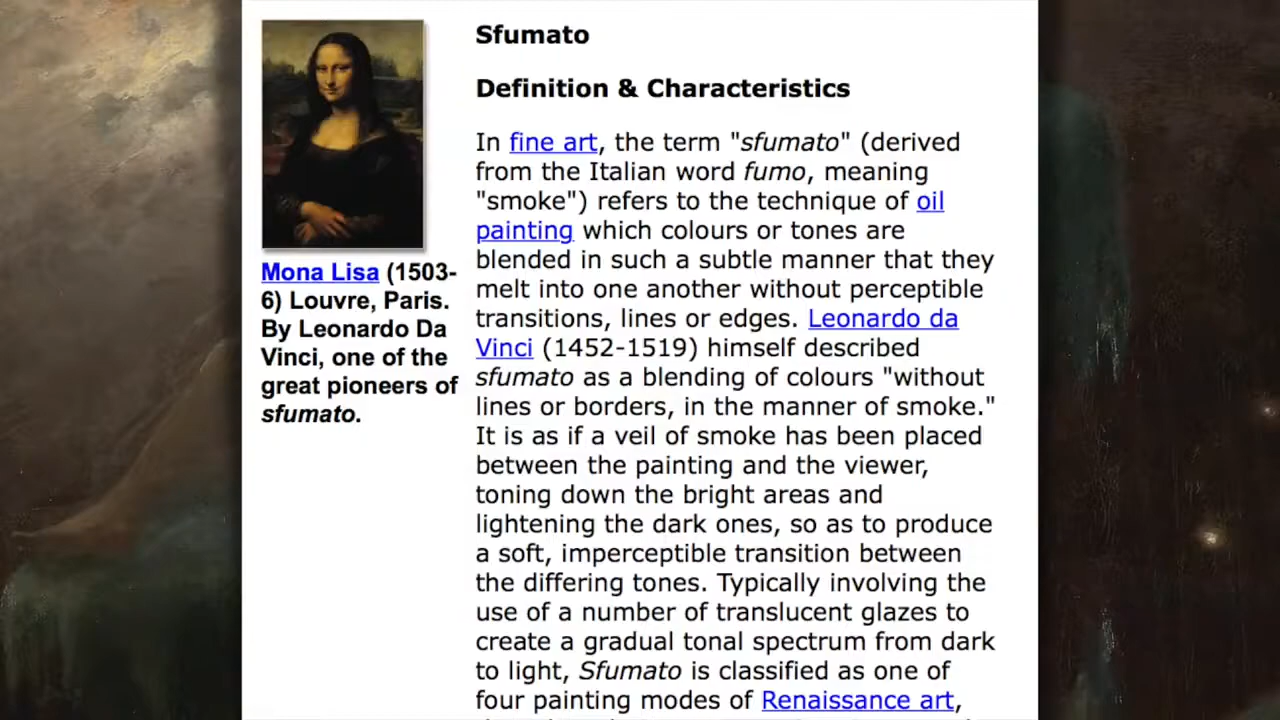 Mona Lisa (1503-
6) Louvre, Paris.
By Leonardo Da
Vinci, one of the
great pioneers of
sfumato.
Sfumato
Definition & Characteristics
In fine art, the term "sfumato" (derived
from the Italian word fumo, meaning
"smoke") refers to the technique of oil
painting which colours or tones are
blended in such a subtle manner that they
melt into one another without perceptible
transitions, lines or edges. Leonardo da
Vinci (1452-1519) himself described
sfumato as a blending of colours "without
lines or borders, in the manner of smoke."
It is as if a veil of smoke has been placed
between the painting and the viewer,
toning down the bright areas and
lightening the dark ones, so as to produce
a soft, imperceptible transition between
the differing tones. Typically involving the
use of a number of translucent glazes to
create a gradual tonal spectrum from dark
to light, Sfumato is classified as one of
four painting modes of Renaissance art,